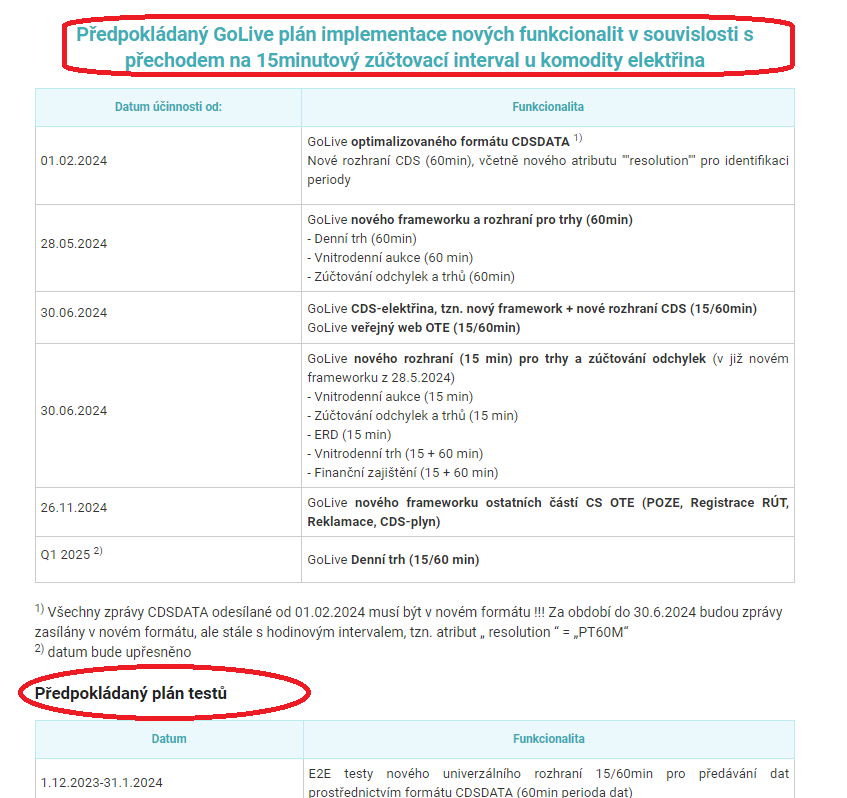 Předpokládaný GoLive plán implementace nových funkcionalit v souvislosti s
přechodem na 15minutový zúčtovací interval u komodity elektřina
Datum účinnosti od:
Funkcionalita
01.02.2024
GoLive optimalizovaného formátu CDSDATA 1)
Nové rozhraní CDS (60min), včetně nového atributu ""resolution"" pro identifikaci
periody
28.05.2024
GoLive nového frameworku a rozhraní pro trhy (60min)
- Denní trh (60min)
- Vnitrodenní aukce (60 min)
- Zúčtování odchylek a trhů (60min)
30.06.2024
GoLive CDS-elektřina, tzn. nový framework + nové rozhraní CDS (15/60min)
GoLive veřejný web OTE (15/60min)
30.06.2024
GoLive nového rozhraní (15 min) pro trhy a zúčtování odchylek (v již novém
frameworku z 28.5.2024)
- Vnitrodenní aukce (15 min)
- Zúčtování odchylek a trhů (15 min)
- ERD (15 min)
- Vnitrodenní trh (15 + 60 min)
- Finanční zajištění (15 + 60 min)
26.11.2024
GoLive nového frameworku ostatních částí CS OTE (POZE, Registrace RÚT,
Reklamace, CDS-plyn)
Q1 2025 2)
GoLive Denní trh (15/60 min)
1) Všechny zprávy CDSDATA odesílané od 01.02.2024 musí být v novém formátu !!! Za období do 30.6.2024 budou zprávy
zasílány v novém formátu, ale stále s hodinovým intervalem, tzn. atribut „ resolution “ = „PT60M“
2) datum bude upřesněno
Předpokládaný plán testů
Datum
Funkcionalita
1.12.2023-31.1.2024
E2E testy nového univerzálního rozhraní 15/60min pro předávání dat
prostřednictvím formátu CDSDATA (60min perioda dat)